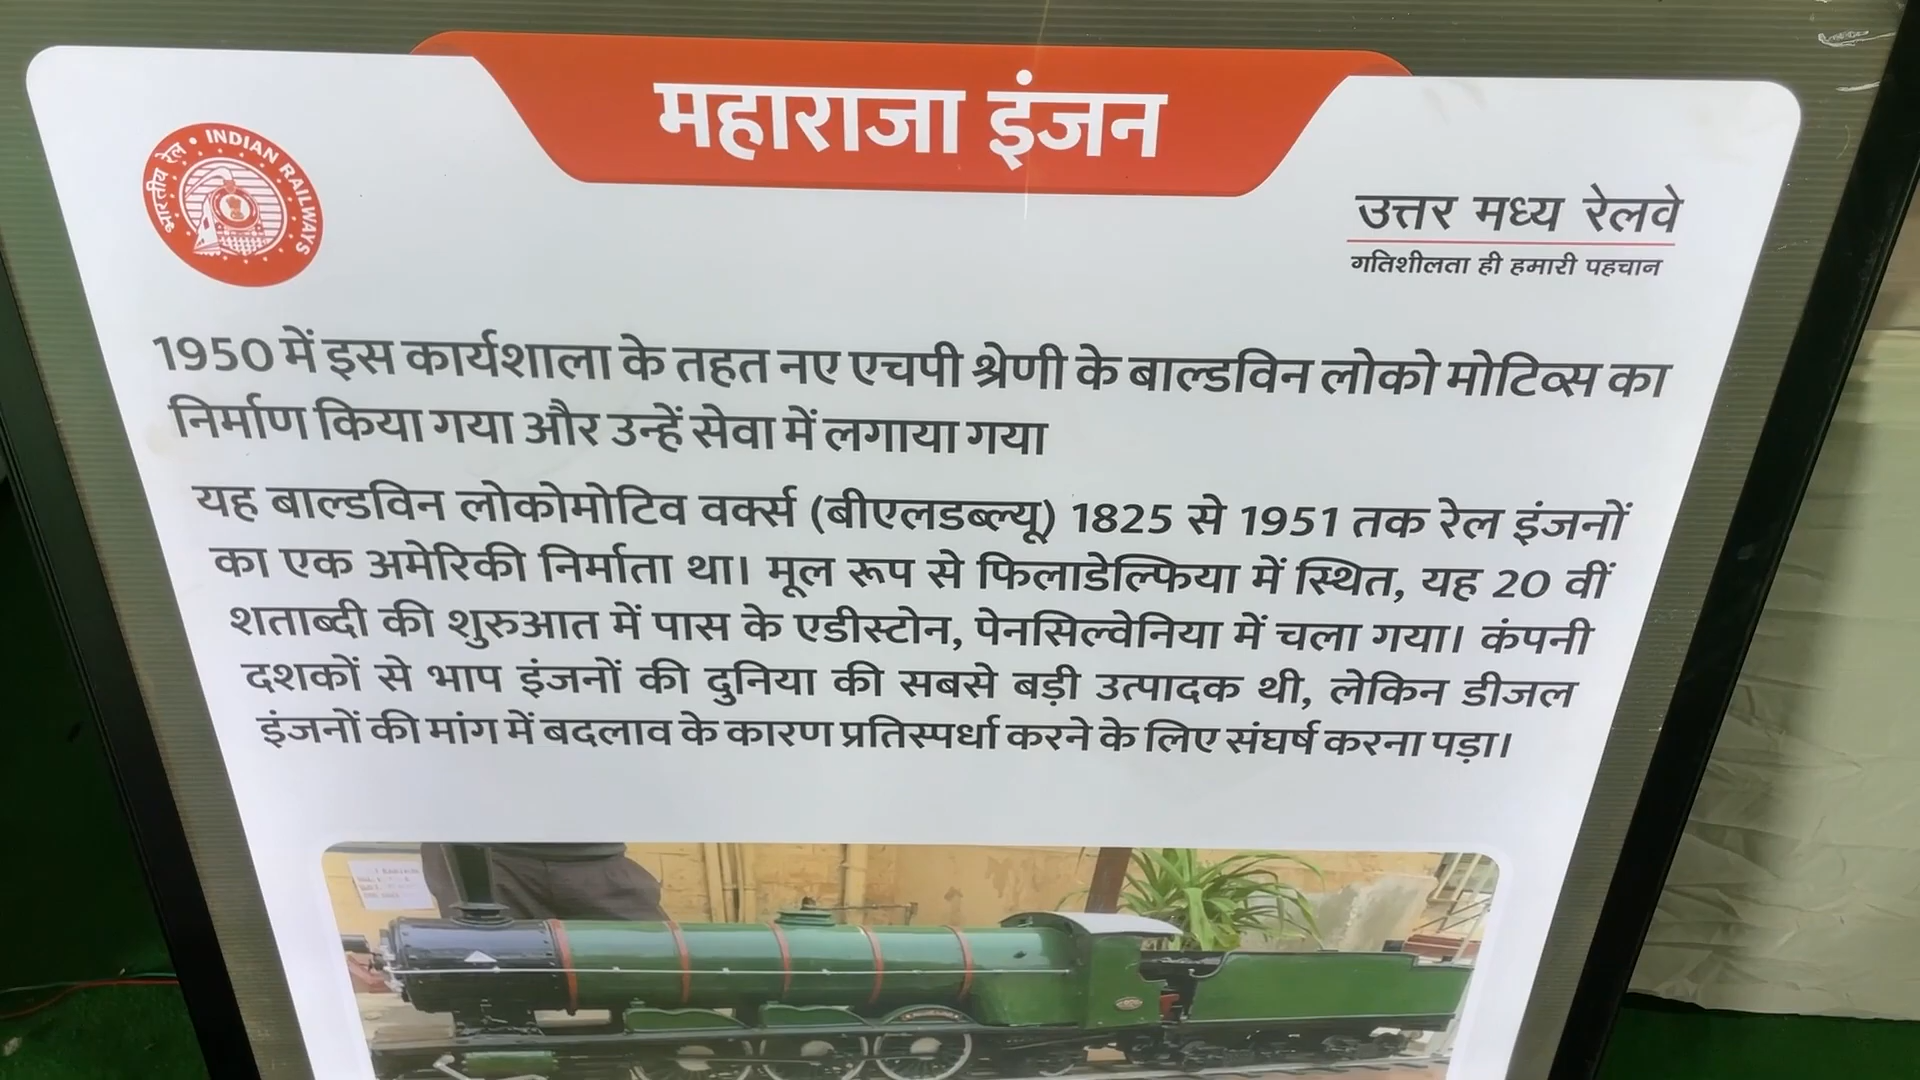 महाराजा इंजन
भारतीय रेल • INDIAN RAILWAYS
उत्तर मध्य रेलवे
गतिशीलता ही हमारी पहचान
1950 में इस कार्यशाला के तहत नए एचपी श्रेणी के बाल्डविन लोको मोटिव्स का
निर्माण किया गया और उन्हें सेवा में लगाया गया
यह बाल्डविन लोकोमोटिव वर्क्स (बीएलडब्ल्यू) 1825 से 1951 तक रेल इंजनों
का एक अमेरिकी निर्माता था। मूल रूप से फिलाडेल्फिया में स्थित, यह 20 वीं
शताब्दी की शुरुआत में पास के एडीस्टोन, पेनसिल्वेनिया में चला गया। कंपनी
दशकों से भाप इंजनों की दुनिया की सबसे बड़ी उत्पादक थी, लेकिन डीजल
इंजनों की मांग में बदलाव के कारण प्रतिस्पर्धा करने के लिए संघर्ष करना पड़ा।